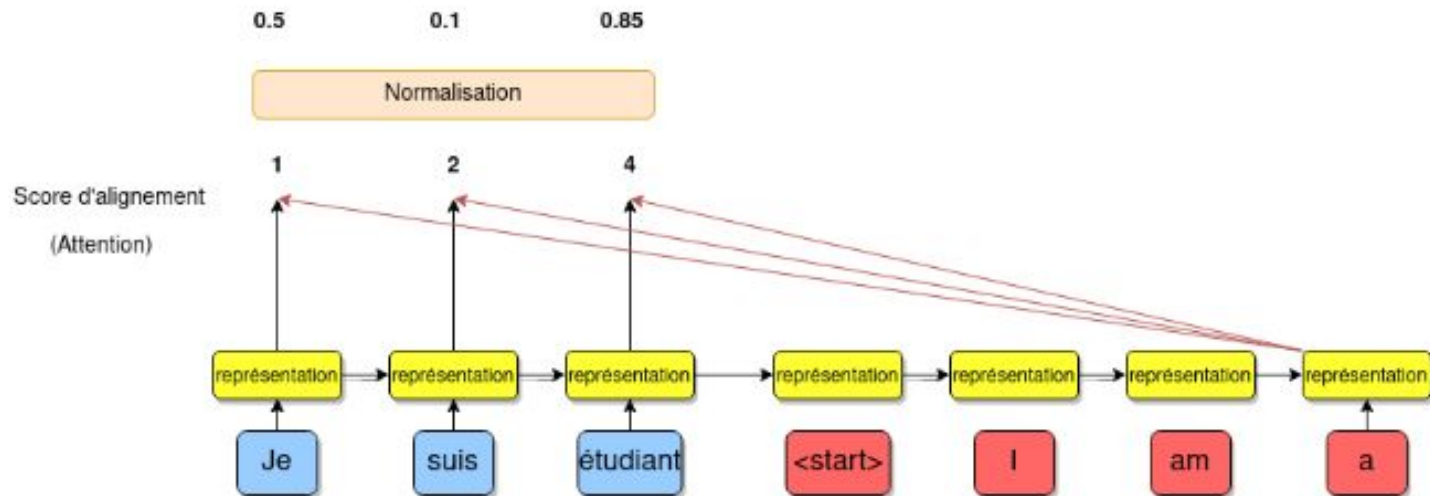 0.5 0.1 0.85
Normalisation
1 2 4
Score d'alignement
(Attention)
représentation représentation représentation représentation représentation représentation représentation
Je suis étudiant <start> I am a